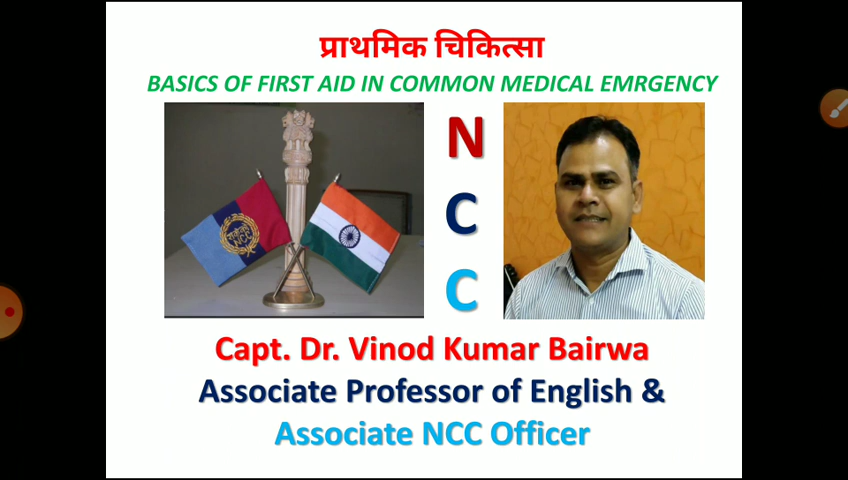 प्राथमिक चिकित्सा
BASICS OF FIRST AID IN COMMON MEDICAL EMRGENCY
N
C
C
NCC
Capt. Dr. Vinod Kumar Bairwa
Associate Professor of English &
Associate NCC Officer